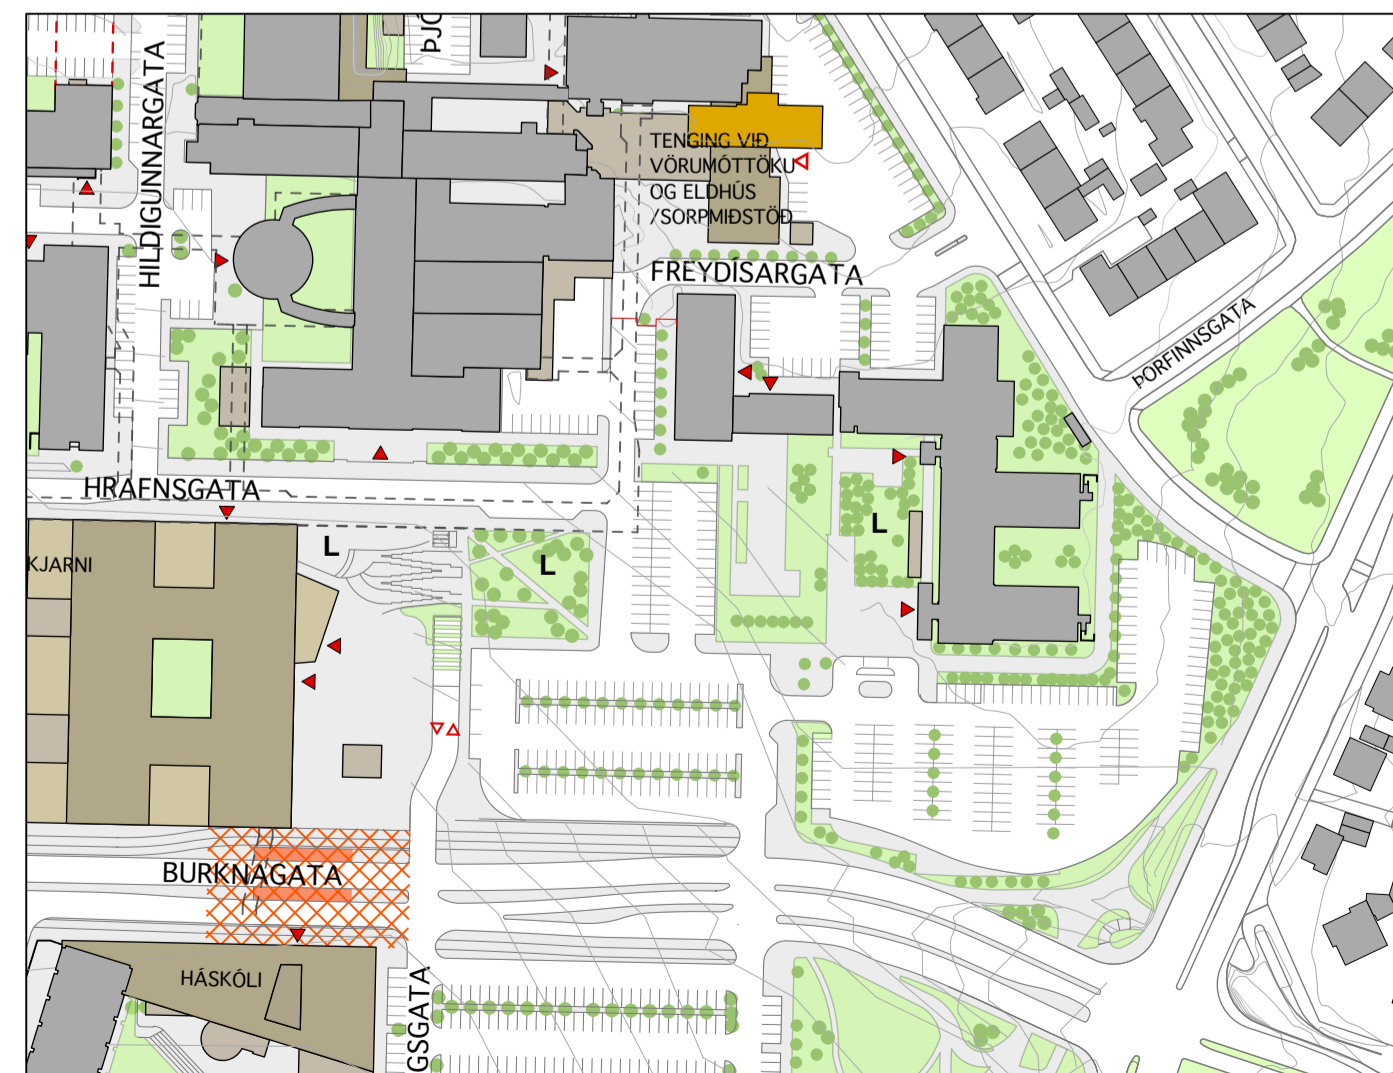 HILDIGUNNARGATA
ÞJÓ
TENGING VIÐ
VÖRUMÓTTÖKU
OG ELDHÚS
/SORPMIÐSTÖÐ
FREYDÍSARGATA
ÞORFINNSGATA
HRAFNSGATA
L
L
L
KJARNI
BURKNAGATA
HÁSKÓLI
GSGATA